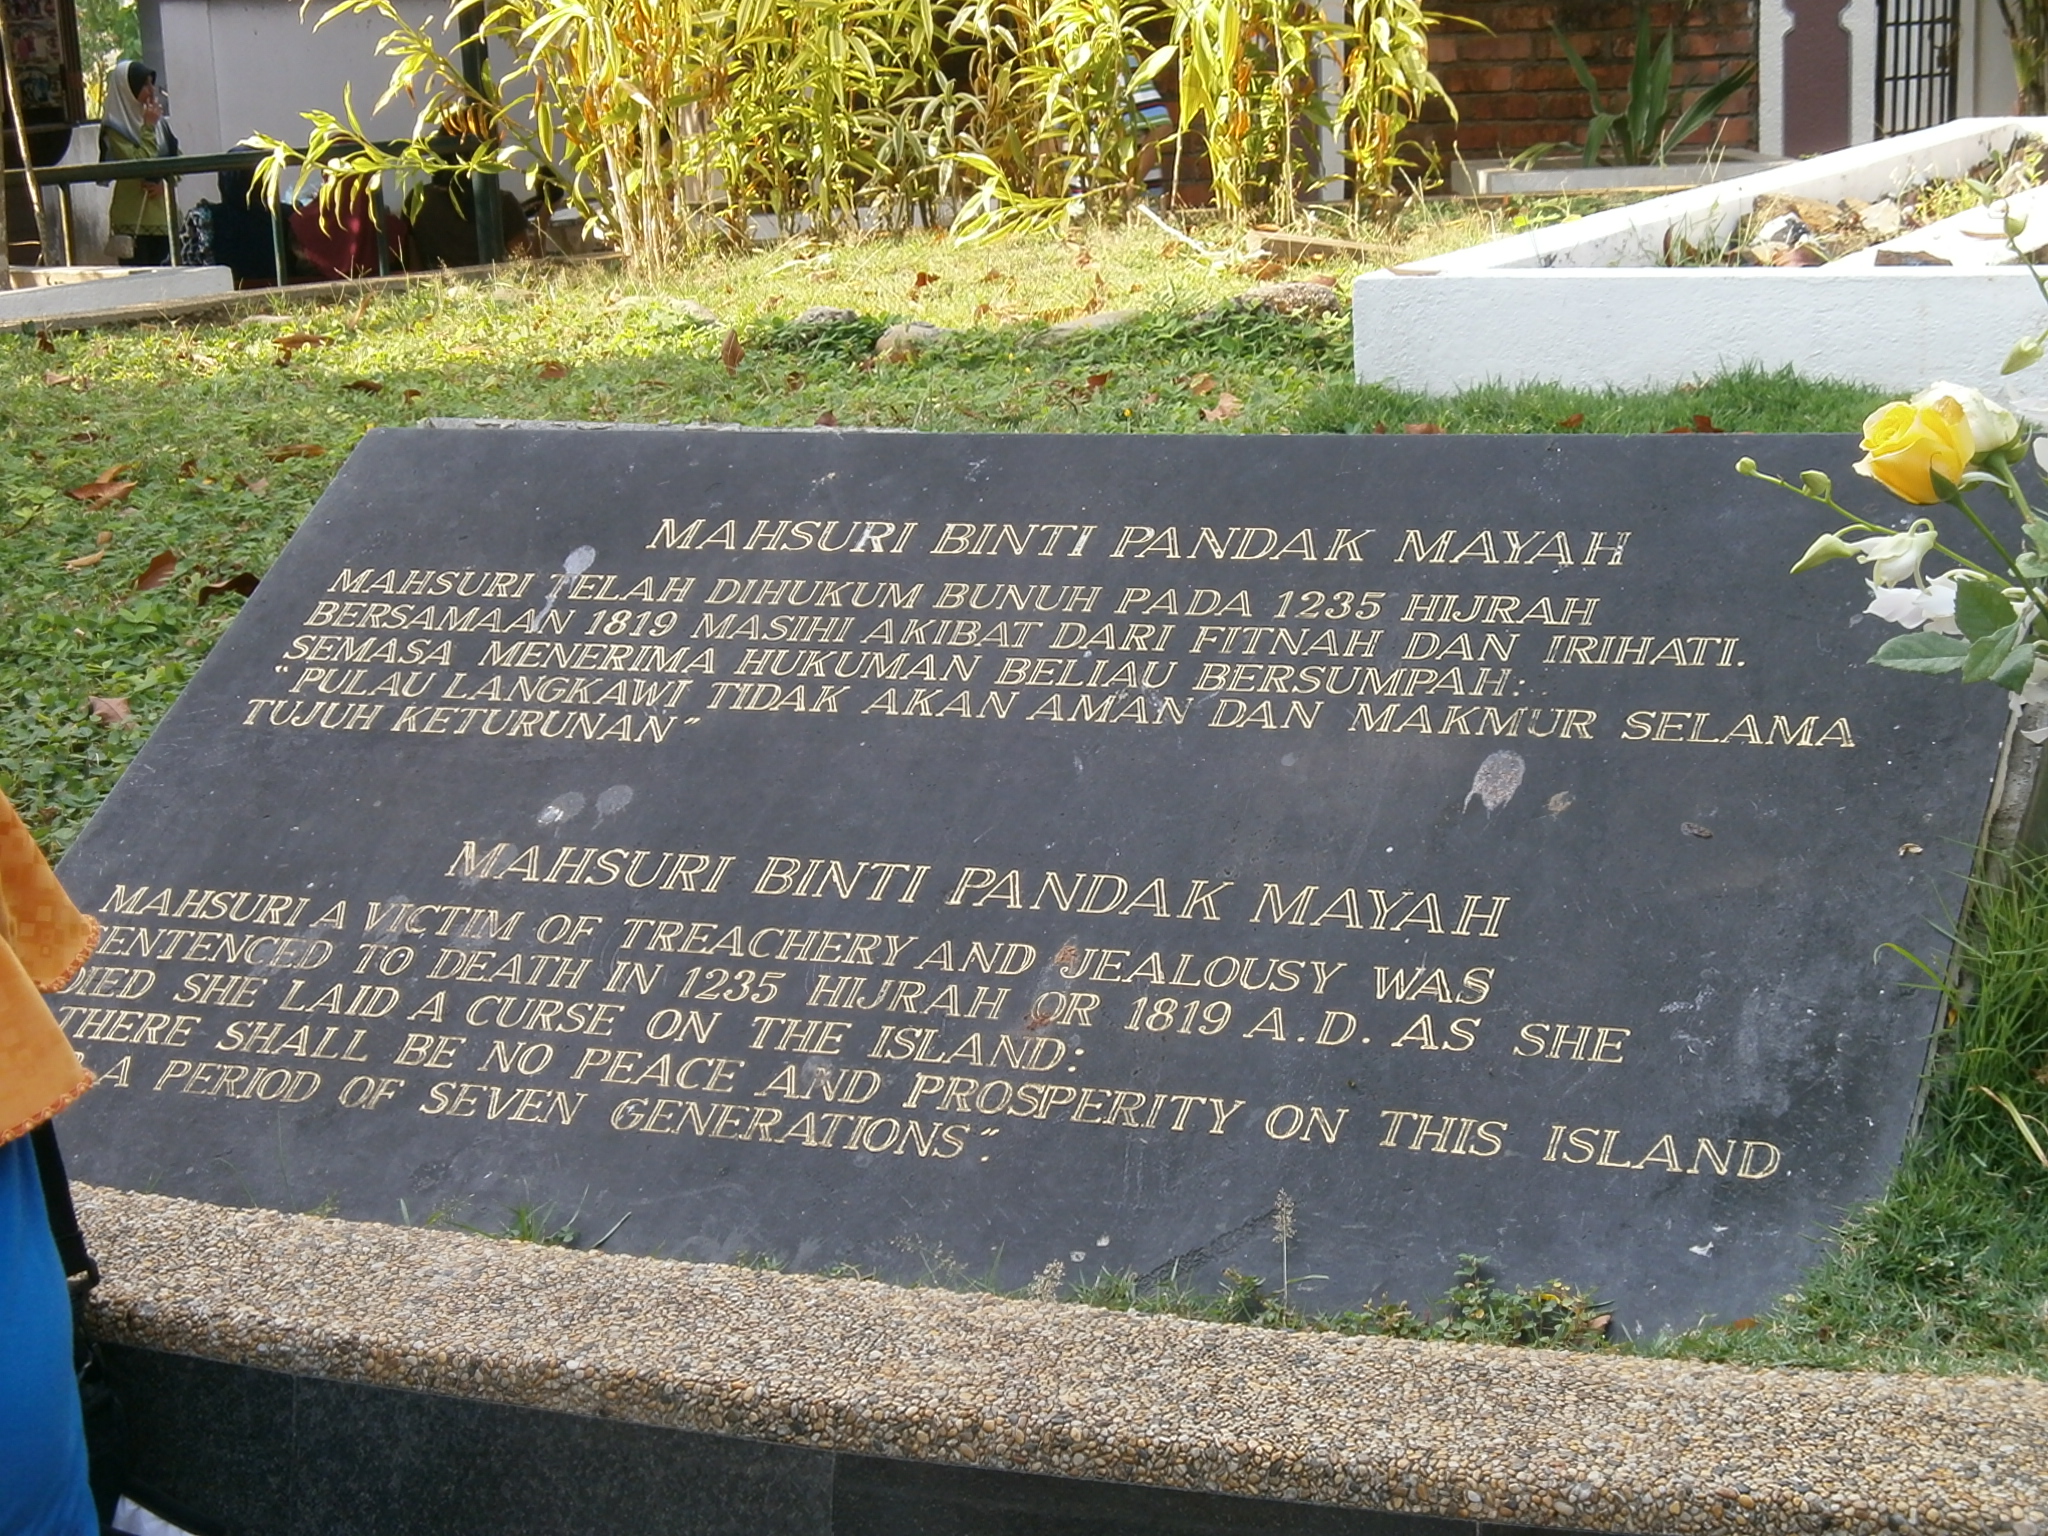 MAHSURI BINTI PANDAK MAYAH
MAHSURI TELAH DIHUKUM BUNUH PADA 1235 HIJRAH
BERSAMAAN 1819 MASIHI AKIBAT DARI FITNAH DAN IRIHATI.
SEMASA MENERIMA HUKUMAN BELIAU BERSUMPAH:
"PULAU LANGKAWI TIDAK AKAN AMAN DAN MAKMUR SELAMA
TUJUH KETURUNAN"
MAHSURI BINTI PANDAK MAYAH
MAHSURI A VICTIM OF TREACHERY AND JEALOUSY WAS
ENTENCED TO DEATH IN 1235 HIJRAH OR 1819 A.D. AS SHE
DIED SHE LAID A CURSE ON THE ISLAND:
THERE SHALL BE NO PEACE AND PROSPERITY ON THIS ISLAND
A PERIOD OF SEVEN GENERATIONS".